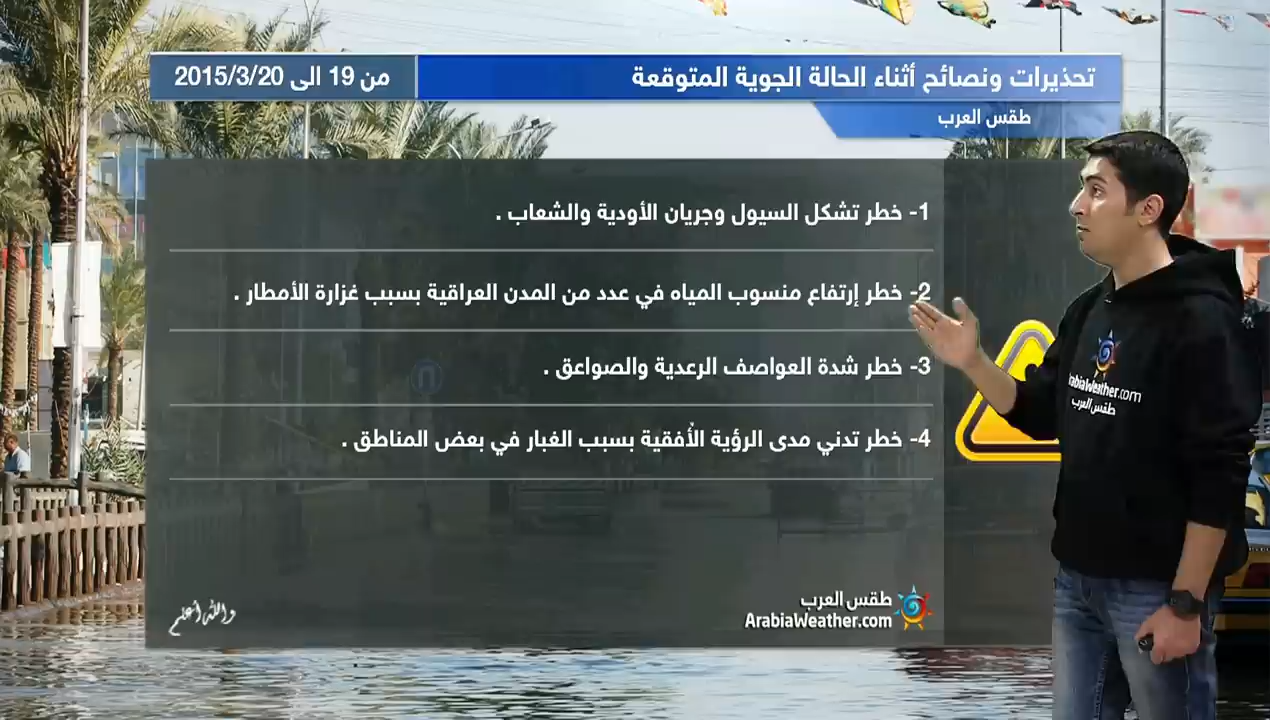 تحذيرات ونصائح أثناء الحالة الجوية المتوقعة
من 19 الى 2015/3/20
طقس العرب
1- خطر تشكل السيول وجريان الأودية والشعاب .
2- خطر إرتفاع منسوب المياه في عدد من المدن العراقية بسبب غزارة الأمطار .
3- خطر شدة العواصف الرعدية والصواعق .
4- خطر تدني مدى الرؤية الأُفقية بسبب الغبار في بعض المناطق .
ArabiaWeather.com
طقس العرب
طقس العرب
ArabiaWeather.com
والله أعلم